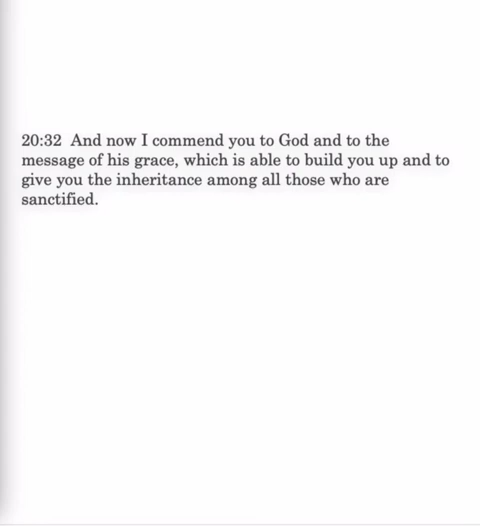 20:32 And now I commend you to God and to the
message of his grace, which is able to build you up and to
give you the inheritance among all those who are
sanctified.